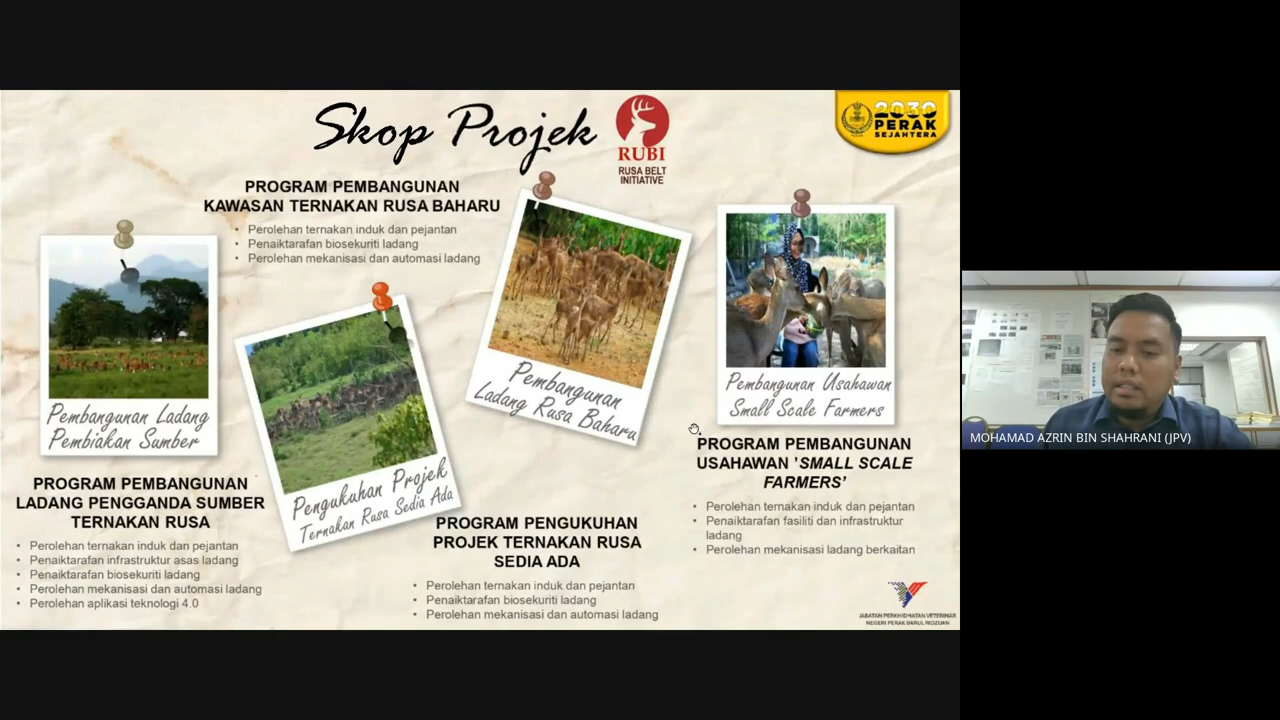 Skop Projek
RUBI
RUSA BELT
INITIATIVE
2030
PERAK
SEJAHTERA
PROGRAM PEMBANGUNAN
KAWASAN TERNAKAN RUSA BAHARU
• Perolehan ternakan induk dan pejantan
• Penaiktarafan biosekuriti ladang
• Perolehan mekanisasi dan automasi ladang
Pembangunan Ladang
Pembiakan Sumber
PROGRAM PEMBANGUNAN
LADANG PENGGANDA SUMBER
TERNAKAN RUSA
• Perolehan ternakan induk dan pejantan
• Penaiktarafan infrastruktur asas ladang
• Penaiktarafan biosekuriti ladang
• Perolehan mekanisasi dan automasi ladang
• Perolehan aplikasi teknologi 4.0
Pengukuhan Projek
Ternakan Rusa Sedia Ada
PROGRAM PENGUKUHAN
PROJEK TERNAKAN RUSA
SEDIA ADA
• Perolehan ternakan induk dan pejantan
• Penaiktarafan biosekuriti ladang
• Perolehan mekanisasi dan automasi ladang
Pembangunan
Ladang Rusa Baharu
Pembangunan Usahawan
Small Scale Farmers
PROGRAM PEMBANGUNAN
USAHAWAN 'SMALL SCALE
FARMERS'
• Perolehan ternakan induk dan pejantan
• Penaiktarafan fasiliti dan infrastruktur
ladang
• Perolehan mekanisasi ladang berkaitan
JABATAN PERKHIDMATAN VETERINAR
NEGERI PERAK DARUL RIDZUAN
MOHAMAD AZRIN BIN SHAHRANI (JPV)